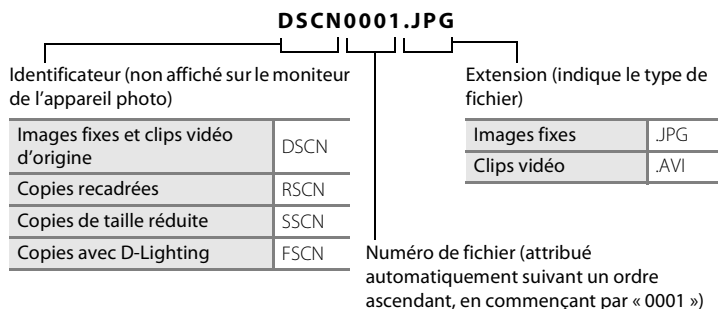 DSCN0001.JPG
Identificateur (non affiché sur le moniteur
de l'appareil photo)
Images fixes et clips vidéo
d'origine
DSCN
Copies recadrées
RSCN
Copies de taille réduite
SSCN
Copies avec D-Lighting
FSCN
Extension (indique le type de
fichier)
Images fixes
.JPG
Clips vidéo
.AVI
Numéro de fichier (attribué
automatiquement suivant un ordre
ascendant, en commençant par « 0001 »)